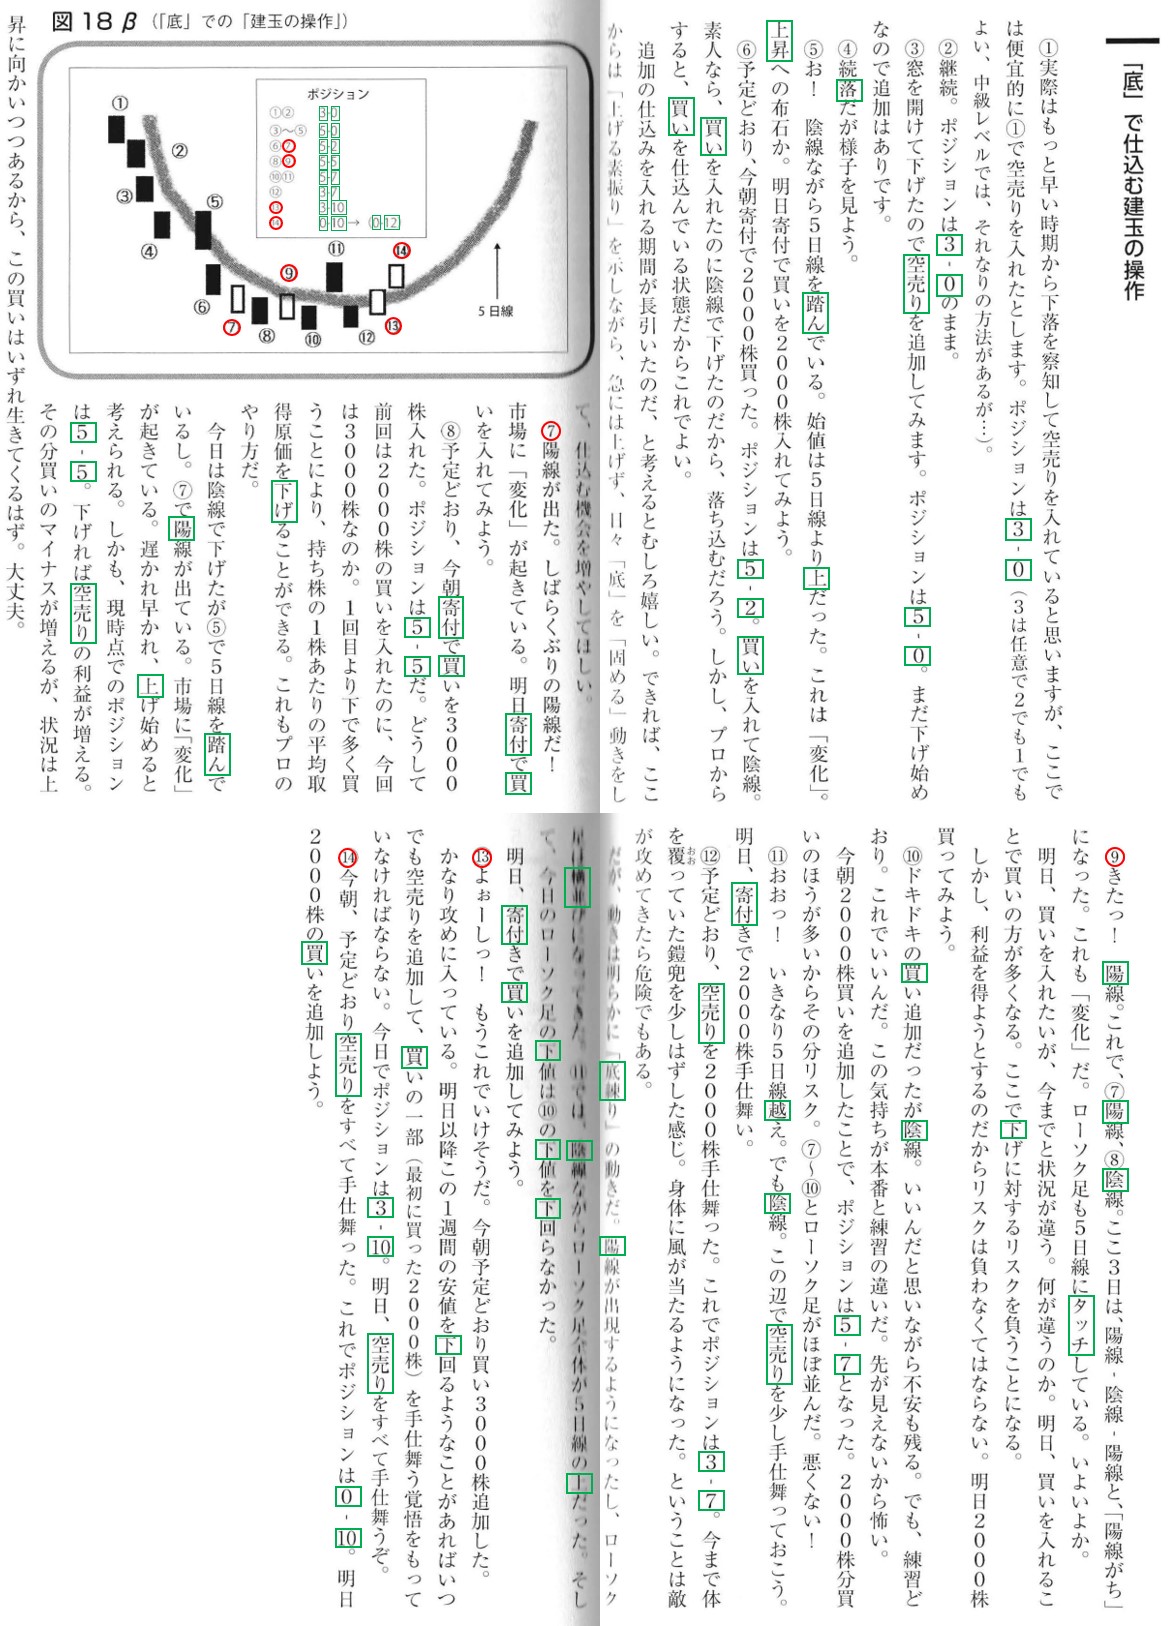 「底」で仕込む建玉の操作
①実際はもっと早い時期から下落を察知して空売りを入れていると思いますが、ここで
は便宜的に①で空売りを入れたとします。ポジションは3-0（3は任意で2でも1でも
よい、中級レベルでは、それなりの方法があるが…）。
②継続。ポジションは3-0のまま。
③窓を開けて下げたので空売りを追加してみます。ポジションは5-0。まだ下げ始め
なので追加はありです。
④続落だが様子を見よう。
⑤お！　陰線ながら5日線を踏んでいる。始値は5日線より上だった。これは「変化」。
上昇への布石か。明日寄付で買いを2000株入れてみよう。
⑥予定どおり、今朝寄付で2000株買った。ポジションは5-2。買いを入れて陰線。
素人なら、買いを入れたのに陰線で下げたのだから、落ち込むだろう。しかし、プロから
すると、買いを仕込んでいる状態だからこれでよい。
追加の仕込みを入れる期間が長引いたのだ、と考えるとむしろ嬉しい。できれば、ここ
からは「上げる素振り」を示しながら、急には上げず、日々「底」を「固める」動きをし
図18β（「底」での「建玉の操作」）
ポジション
①② 3-0
③～⑤ 5-0
⑥⑦ 5-2
⑧⑨ 5-5
⑩⑪ 5-7
⑫ 3-7
⑬ 3-10
⑭ 0-10→（0-12）
①
②
③
④
⑤
⑥
⑦
⑧
⑨
⑩
⑪
⑫
⑬
⑭
5日線
て、仕込む機会を増やしてほしい。
⑦陽線が出た。しばらくぶりの陽線だ！
市場に「変化」が起きている。明日寄付で買
いを入れてみよう。
⑧予定どおり、今朝寄付で買いを3000
株入れた。ポジションは5-5だ。どうして
前回は2000株の買いを入れたのに、今回
は3000株なのか。1回目より下で多く買
うことにより、持ち株の1株あたりの平均取
得原価を下げることができる。これもプロの
やり方だ。
今日は陰線で下げたが⑤で5日線を踏んで
いるし。⑦で陽線が出ている。市場に「変化」
が起きている。遅かれ早かれ、上げ始めると
考えられる。しかも、現時点でのポジション
は5-5。下げれば空売りの利益が増える。
その分買いのマイナスが増えるが、状況は上
昇に向かいつつあるから、この買いはいずれ生きてくるはず。大丈夫。
⑨きたっ！　陽線。これで、⑦陽線、⑧陰線。ここ3日は、陽線-陰線-陽線と、「陽線がち」
になった。これも「変化」だ。ローソク足も5日線にタッチしている。いよいよか。
明日、買いを入れたいが、今までと状況が違う。何が違うのか。明日、買いを入れるこ
とで買いの方が多くなる。ここで下げに対するリスクを負うことになる。
しかし、利益を得ようとするのだからリスクは負わなくてはならない。明日2000株
買ってみよう。
⑩ドキドキの買い追加だったが陰線。いいんだと思いながら不安も残る。でも、練習ど
おり。これでいいんだ。この気持ちが本番と練習の違いだ。先が見えないから怖い。
今朝2000株買いを追加したことで、ポジションは5-7となった。2000株分買
いのほうが多いからその分リスク。⑦～⑩とローソク足がほぼ並んだ。悪くない！
⑪おおっ！　いきなり5日線越え。でも陰線。この辺で空売りを少し手仕舞っておこう。
明日、寄付きで2000株手仕舞い。
⑫予定どおり、空売りを2000株手仕舞った。これでポジションは3-7。今まで体
を覆っていた鎧兜を少しはずした感じ。身体に風が当たるようになった。ということは敵
おお
が攻めてきたら危険でもある。
だが、動きは明らかに「底練り」の動きだ。陽線が出現するようになったし、ローソク
足は横並びになってきた。⑪では、陰線ながらローソク足全体が5日線の上だった。そし
て、今日のローソク足の下値は⑩の下値を下回らなかった。
明日、寄付きで買いを追加してみよう。
⑬よぉーしっ！　もうこれでいけそうだ。今朝予定どおり買い3000株追加した。
かなり攻めに入っている。明日以降この1週間の安値を下回るようなことがあればいつ
でも空売りを追加して、買いの一部（最初に買った2000株）を手仕舞う覚悟をもって
いなければならない。今日でポジションは3-10。明日、空売りをすべて手仕舞うぞ。
⑭今朝、予定どおり空売りをすべて手仕舞った。これでポジションは0-10。明日
2000株の買いを追加しよう。